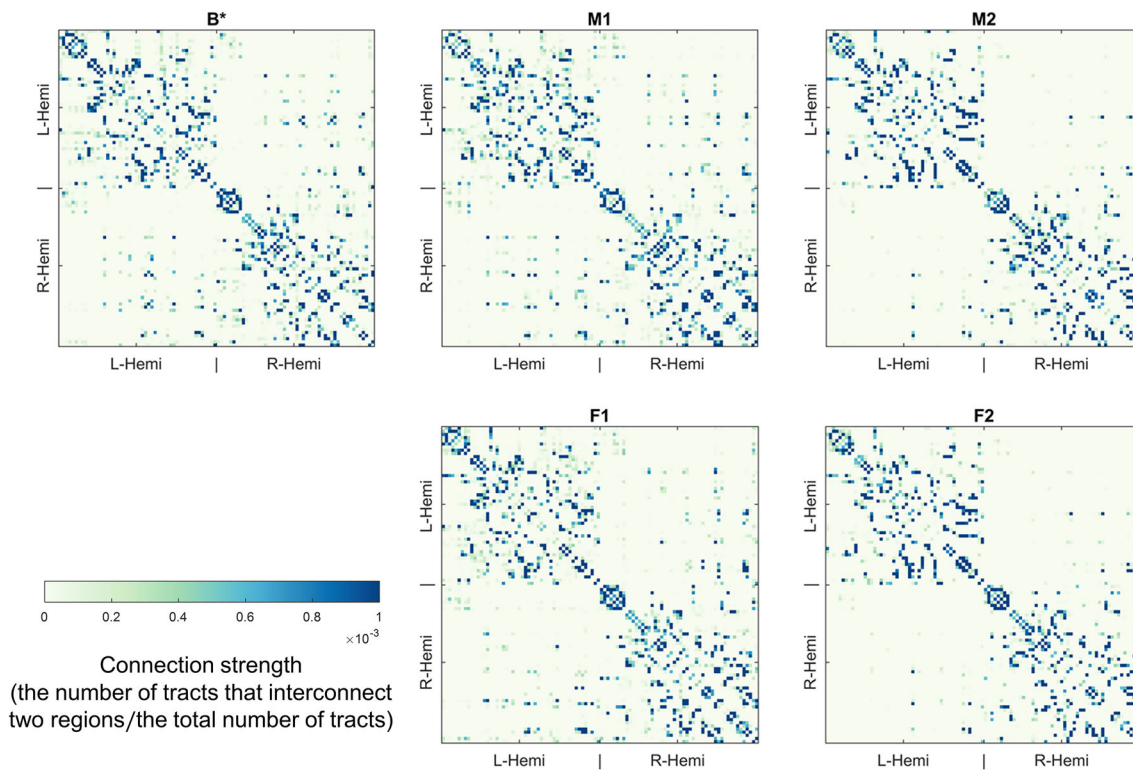 B*
M1
M2
L-Hemi
|
R-Hemi
L-Hemi | R-Hemi
L-Hemi
|
R-Hemi
L-Hemi | R-Hemi
L-Hemi
|
R-Hemi
L-Hemi | R-Hemi
F1
F2
L-Hemi
|
R-Hemi
L-Hemi | R-Hemi
L-Hemi
|
R-Hemi
L-Hemi | R-Hemi
0 0.2 0.4 0.6 0.8 1
×10⁻³
Connection strength
(the number of tracts that interconnect
two regions/the total number of tracts)